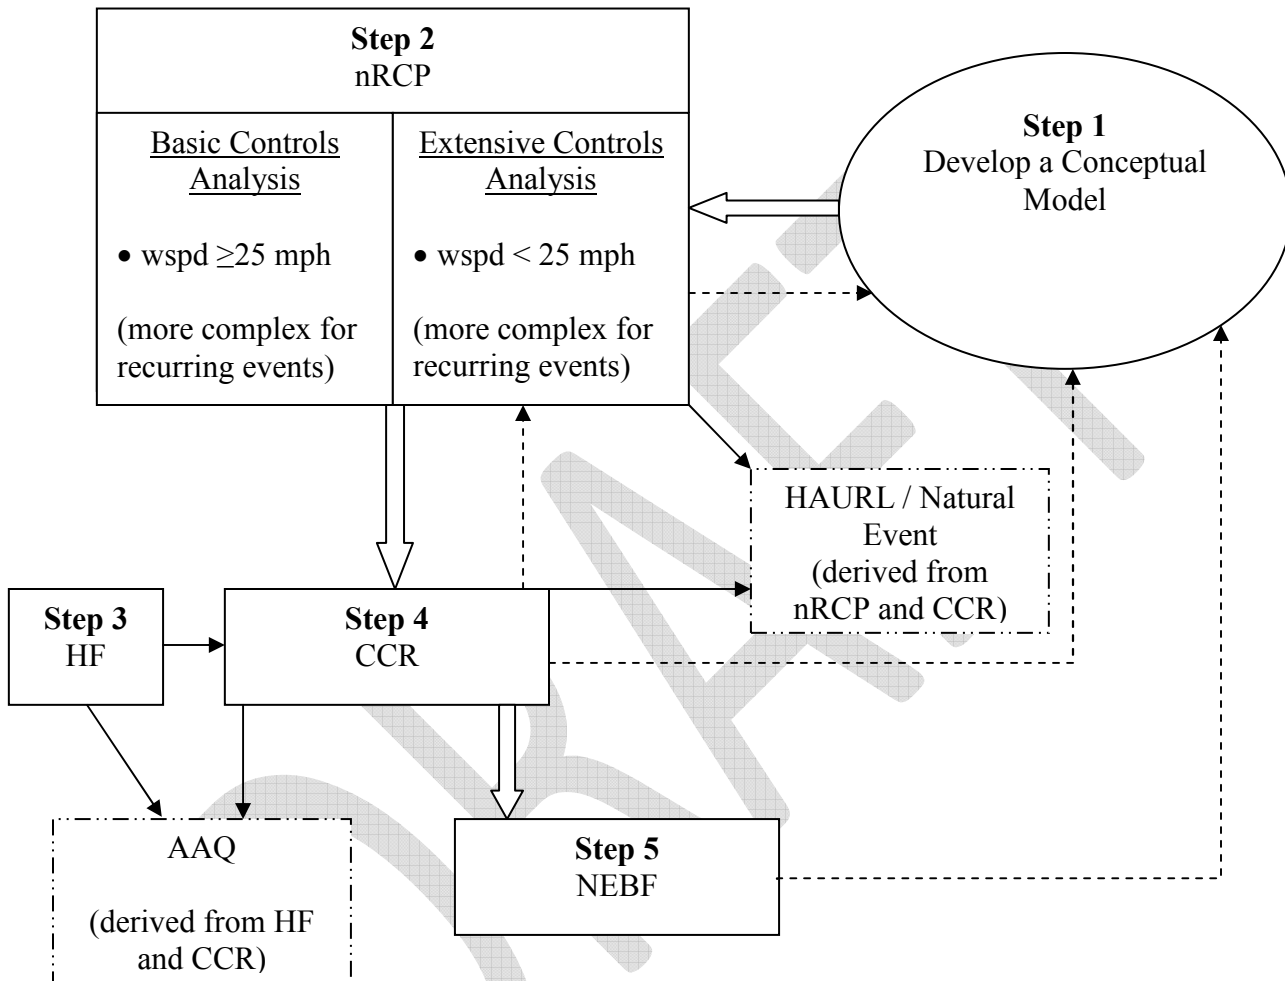 Step 2
nRCP
Basic Controls
Analysis
• wspd ≥25 mph
(more complex for
recurring events)
Extensive Controls
Analysis
• wspd < 25 mph
(more complex for
recurring events)
Step 1
Develop a Conceptual
Model
HAURL / Natural
Event
(derived from
nRCP and CCR)
Step 3
HF
Step 4
CCR
AAQ
(derived from HF
and CCR)
Step 5
NEBF
DRAFT